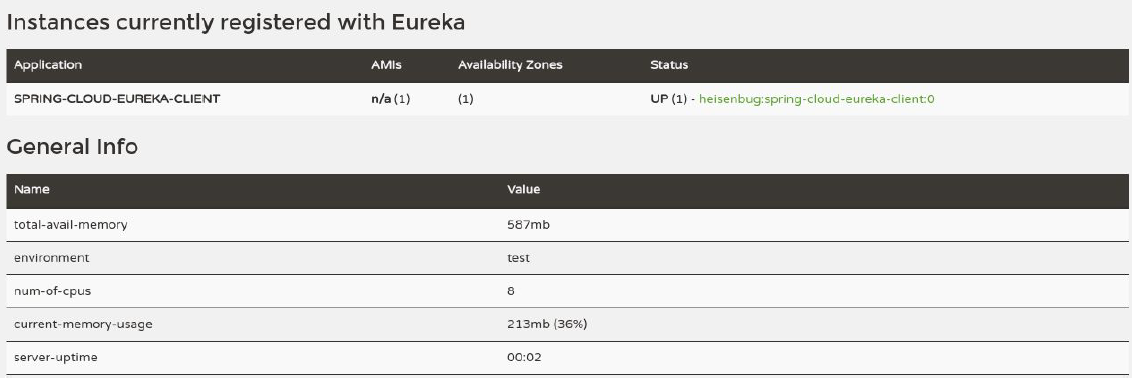 Instances currently registered with Eureka
Application AMIs Availability Zones Status
SPRING-CLOUD-EUREKA-CLIENT n/a (1) (1) UP (1) - heisenbug:spring-cloud-eureka-client:0
General Info
Name Value
total-avail-memory 587mb
environment test
num-of-cpus 8
current-memory-usage 213mb (36%)
server-uptime 00:02